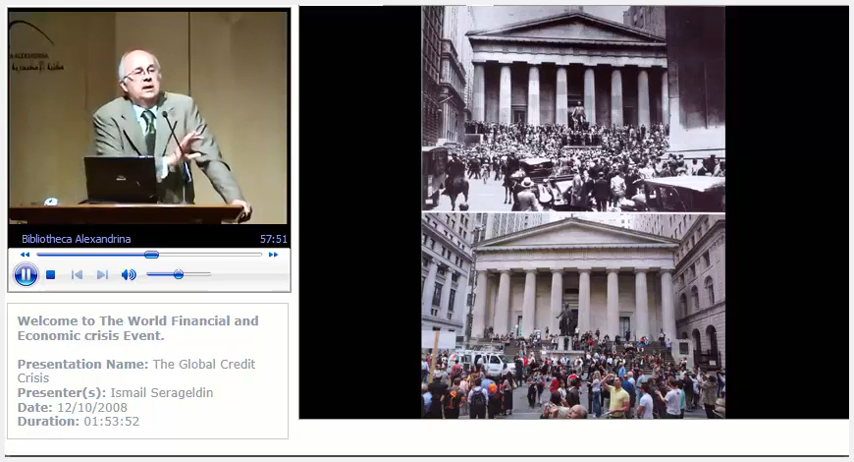 Bibliotheca Alexandrina
57:51
Welcome to The World Financial and
Economic crisis Event.
Presentation Name: The Global Credit
Crisis
Presenter(s): Ismail Serageldin
Date: 12/10/2008
Duration: 01:53:52